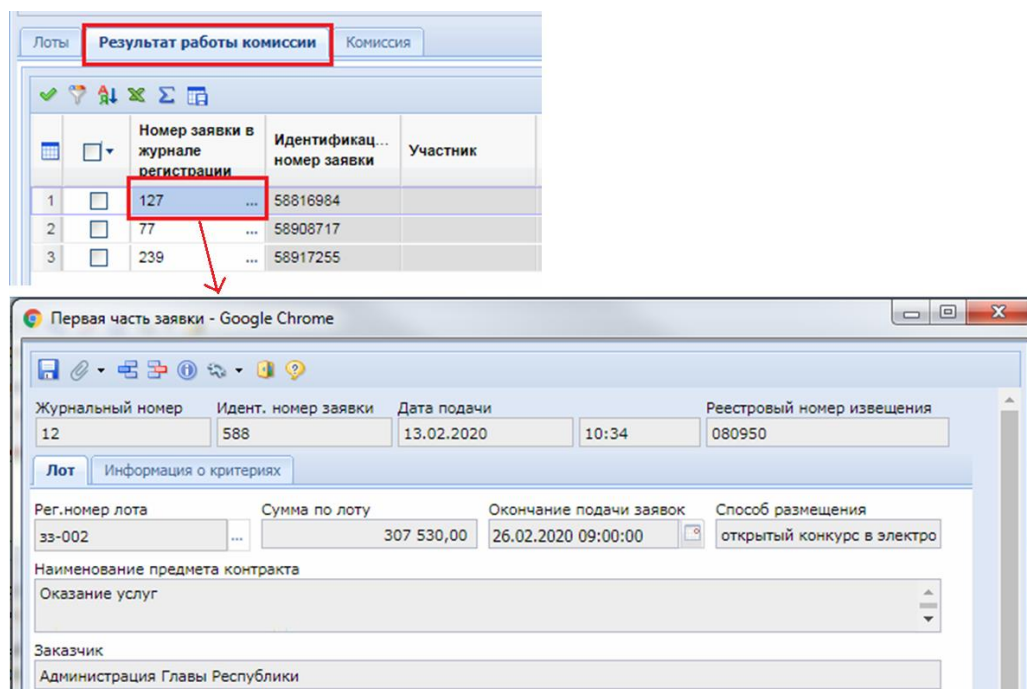 Лоты Результат работы комиссии Комиссия
Номер заявки в журнале регистрации Идентификац... номер заявки Участник
1 127 ... 58816984
2 77 ... 58908717
3 239 ... 58917255
Первая часть заявки - Google Chrome
Журнальный номер Идент. номер заявки Дата подачи Реестровый номер извещения
12 588 13.02.2020 10:34 080950
Лот Информация о критериях
Рег.номер лота Сумма по лоту Окончание подачи заявок Способ размещения
зз-002 ... 307 530,00 26.02.2020 09:00:00 открытый конкурс в электро
Наименование предмета контракта
Оказание услуг
Заказчик
Администрация Главы Республики